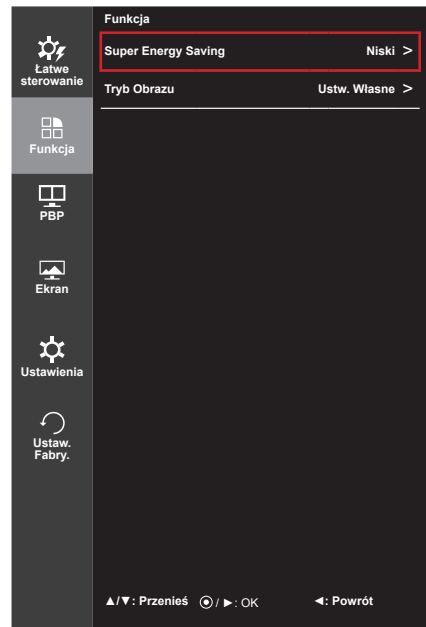 Funkcja
Super Energy Saving Niski >
Tryb Obrazu Ustw. Własne >
Łatwe
sterowanie
Funkcja
PBP
Ekran
Ustawienia
Ustaw.
Fabry.
▲/▼: Przenieś ⦿ / ►: OK ◄: Powrót